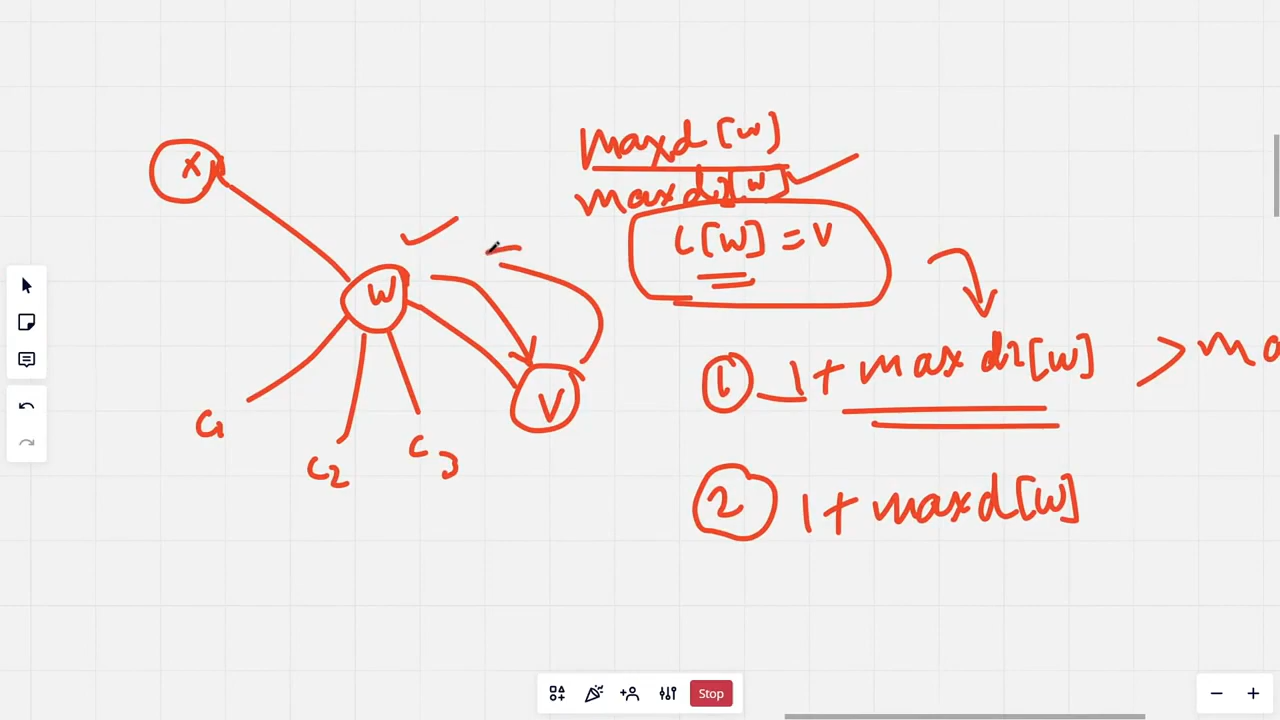 X
maxd[w]
maxd2[w]
c[w] = V
W
1 1 + maxd2[w] > ma
V
C1
C2
C3
2 1 + maxd[w]
Stop